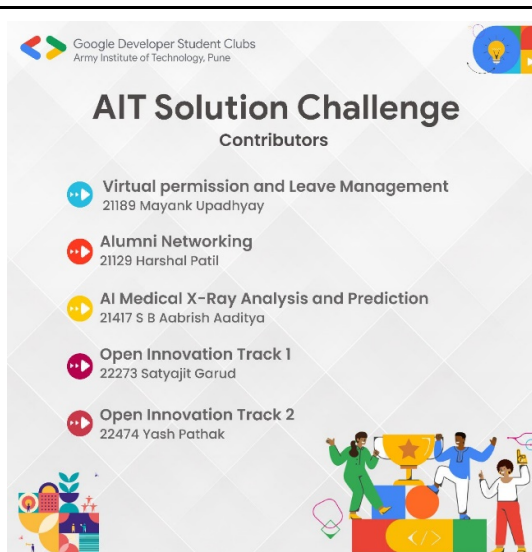 Google Developer Student Clubs
Army Institute of Technology, Pune
AIT Solution Challenge
Contributors
Virtual permission and Leave Management
21189 Mayank Upadhyay
Alumni Networking
21129 Harshal Patil
AI Medical X-Ray Analysis and Prediction
21417 S B Aabrish Aaditya
Open Innovation Track 1
22273 Satyajit Garud
Open Innovation Track 2
22474 Yash Pathak